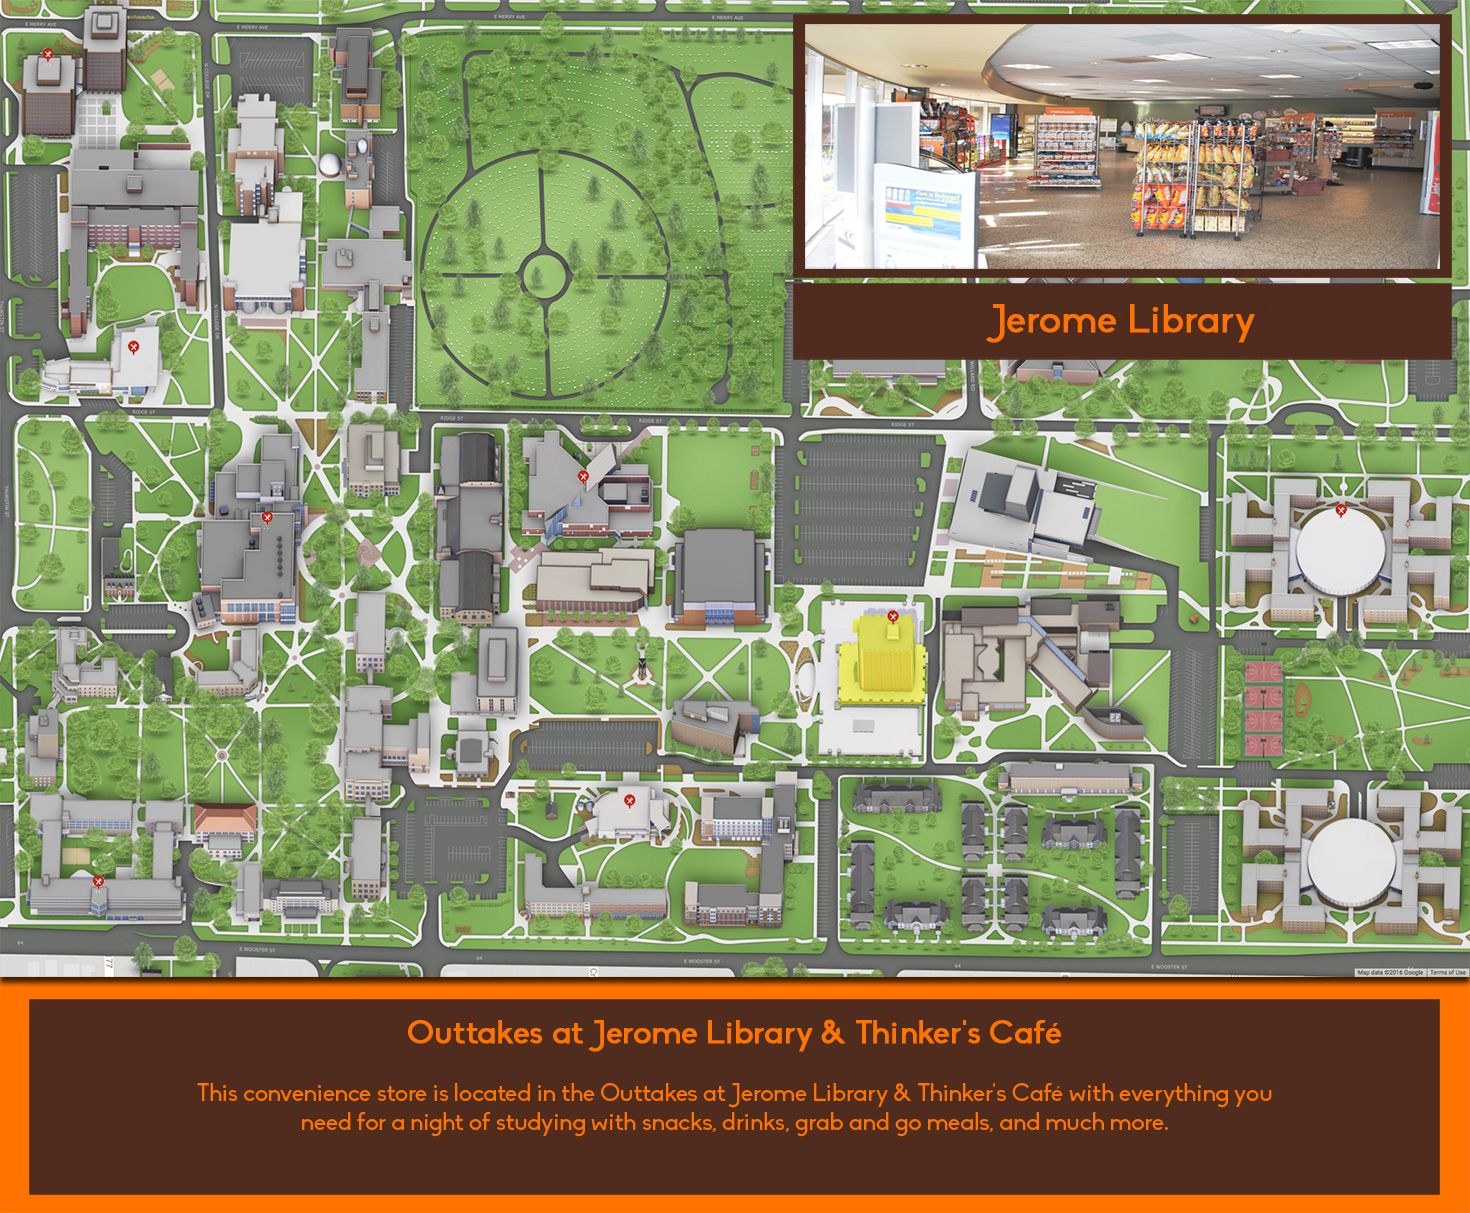 E MERRY AVE
E MERRY AVE
E MERRY AVE
E MERRY AVE
N COLLEGE DR
N COLLEGE DR
Jerome Library
RIDGE ST
RIDGE ST
RIDGE ST
RIDGE ST
THURSTIN ST
E WOOSTER ST
E WOOSTER ST
E WOOSTER ST
64
64
64
Map data ©2016 Google
Terms of Use
Outtakes at Jerome Library & Thinker's Café
This convenience store is located in the Outtakes at Jerome Library & Thinker's Café with everything you
need for a night of studying with snacks, drinks, grab and go meals, and much more.